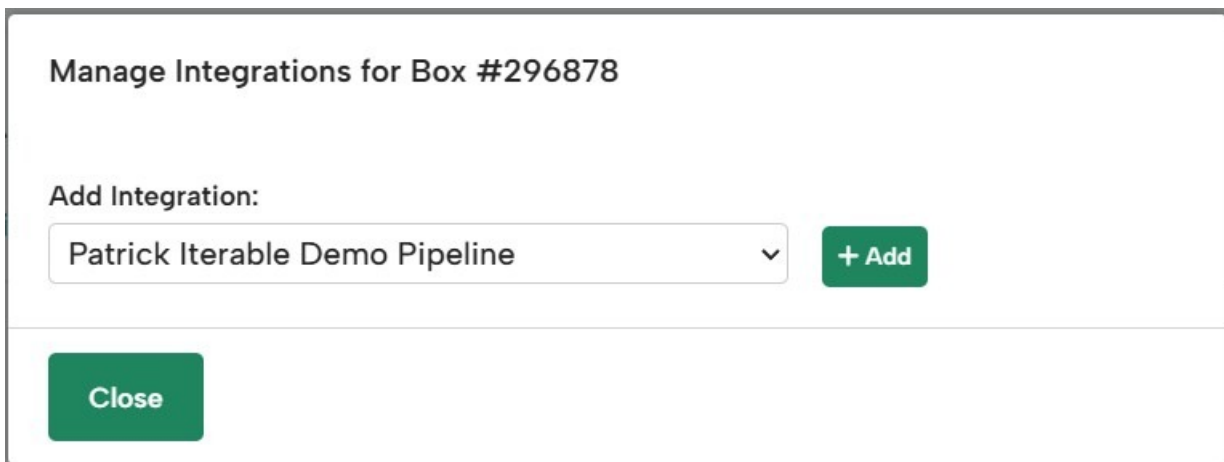 Manage Integrations for Box #296878
Add Integration:
Patrick Iterable Demo Pipeline
+ Add
Close